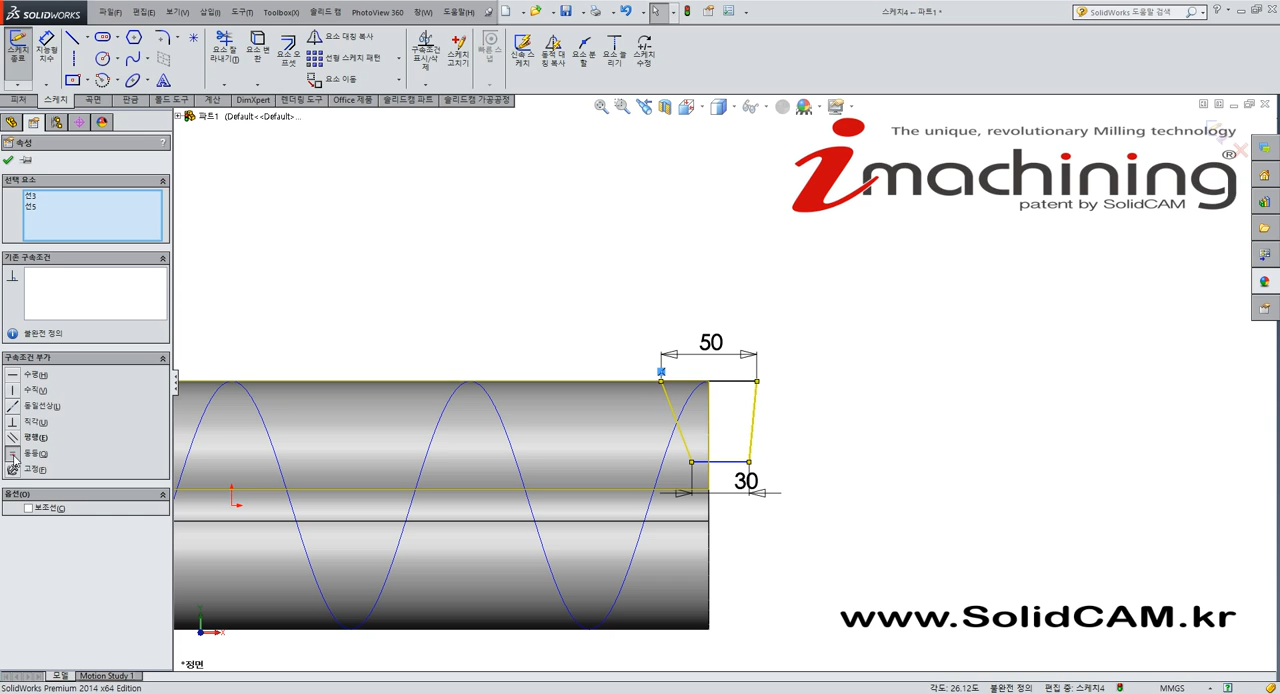 SOLIDWORKS
파일(F) 편집(E) 보기(V) 삽입(I) 도구(T) Toolbox(X) 솔리드 캠 PhotoView 360 창(W) 도움말(H)
스케치4 – 파트1 *
SolidWorks 도움말 검색
스케치 종료
지능형 치수
요소 잘라내기(T)
요소 변환
요소 오프셋
요소 대칭 복사
선형 스케치 패턴
요소 이동
구속조건 표시/삭제
스케치 고치기
빠른 스냅
신속 스케치
동적 대칭 복사
요소 분할
요소 늘리기
스케치 수정
피처 스케치 곡면 판금 몰드 도구 계산 DimXpert 렌더링 도구 Office 제품 솔리드캠 파트 솔리드캠 가공공정
파트1 (Default<<Default>...
속성
?
선택 요소
선3
선5
기존 구속조건
불완전 정의
구속조건 부가
수평(H)
수직(V)
동일선상(L)
직각(U)
평행(E)
동등(Q)
고정(F)
옵션(O)
보조선(C)
The unique, revolutionary Milling technology
imachining®
patent by SolidCAM
50
30
www.SolidCAM.kr
Y
X
*정면
모델 Motion Study 1
SolidWorks Premium 2014 x64 Edition
각도: 26.12도 불완전 정의 편집 중: 스케치4 MMGS